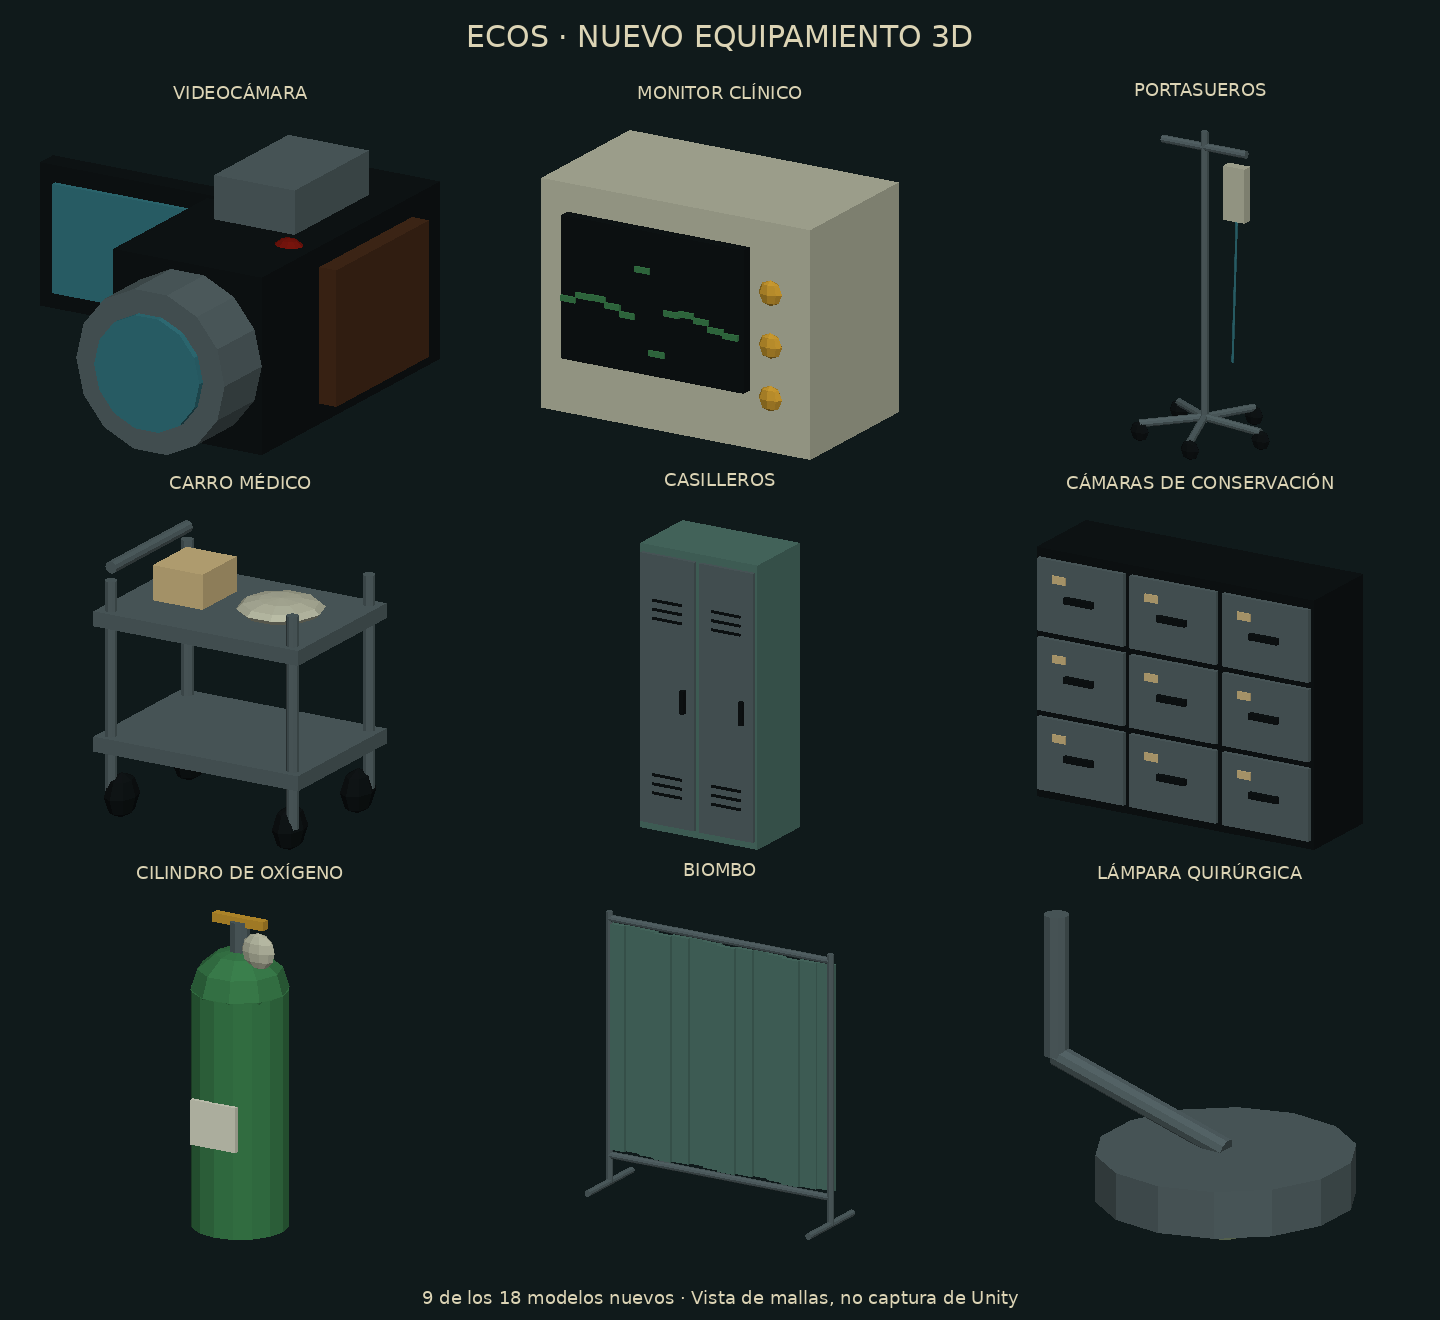 ECOS · NUEVO EQUIPAMIENTO 3D
VIDEOCÁMARA
MONITOR CLÍNICO
PORTASUEROS
CARRO MÉDICO
CASILLEROS
CÁMARAS DE CONSERVACIÓN
CILINDRO DE OXÍGENO
BIOMBO
LÁMPARA QUIRÚRGICA
9 de los 18 modelos nuevos · Vista de mallas, no captura de Unity